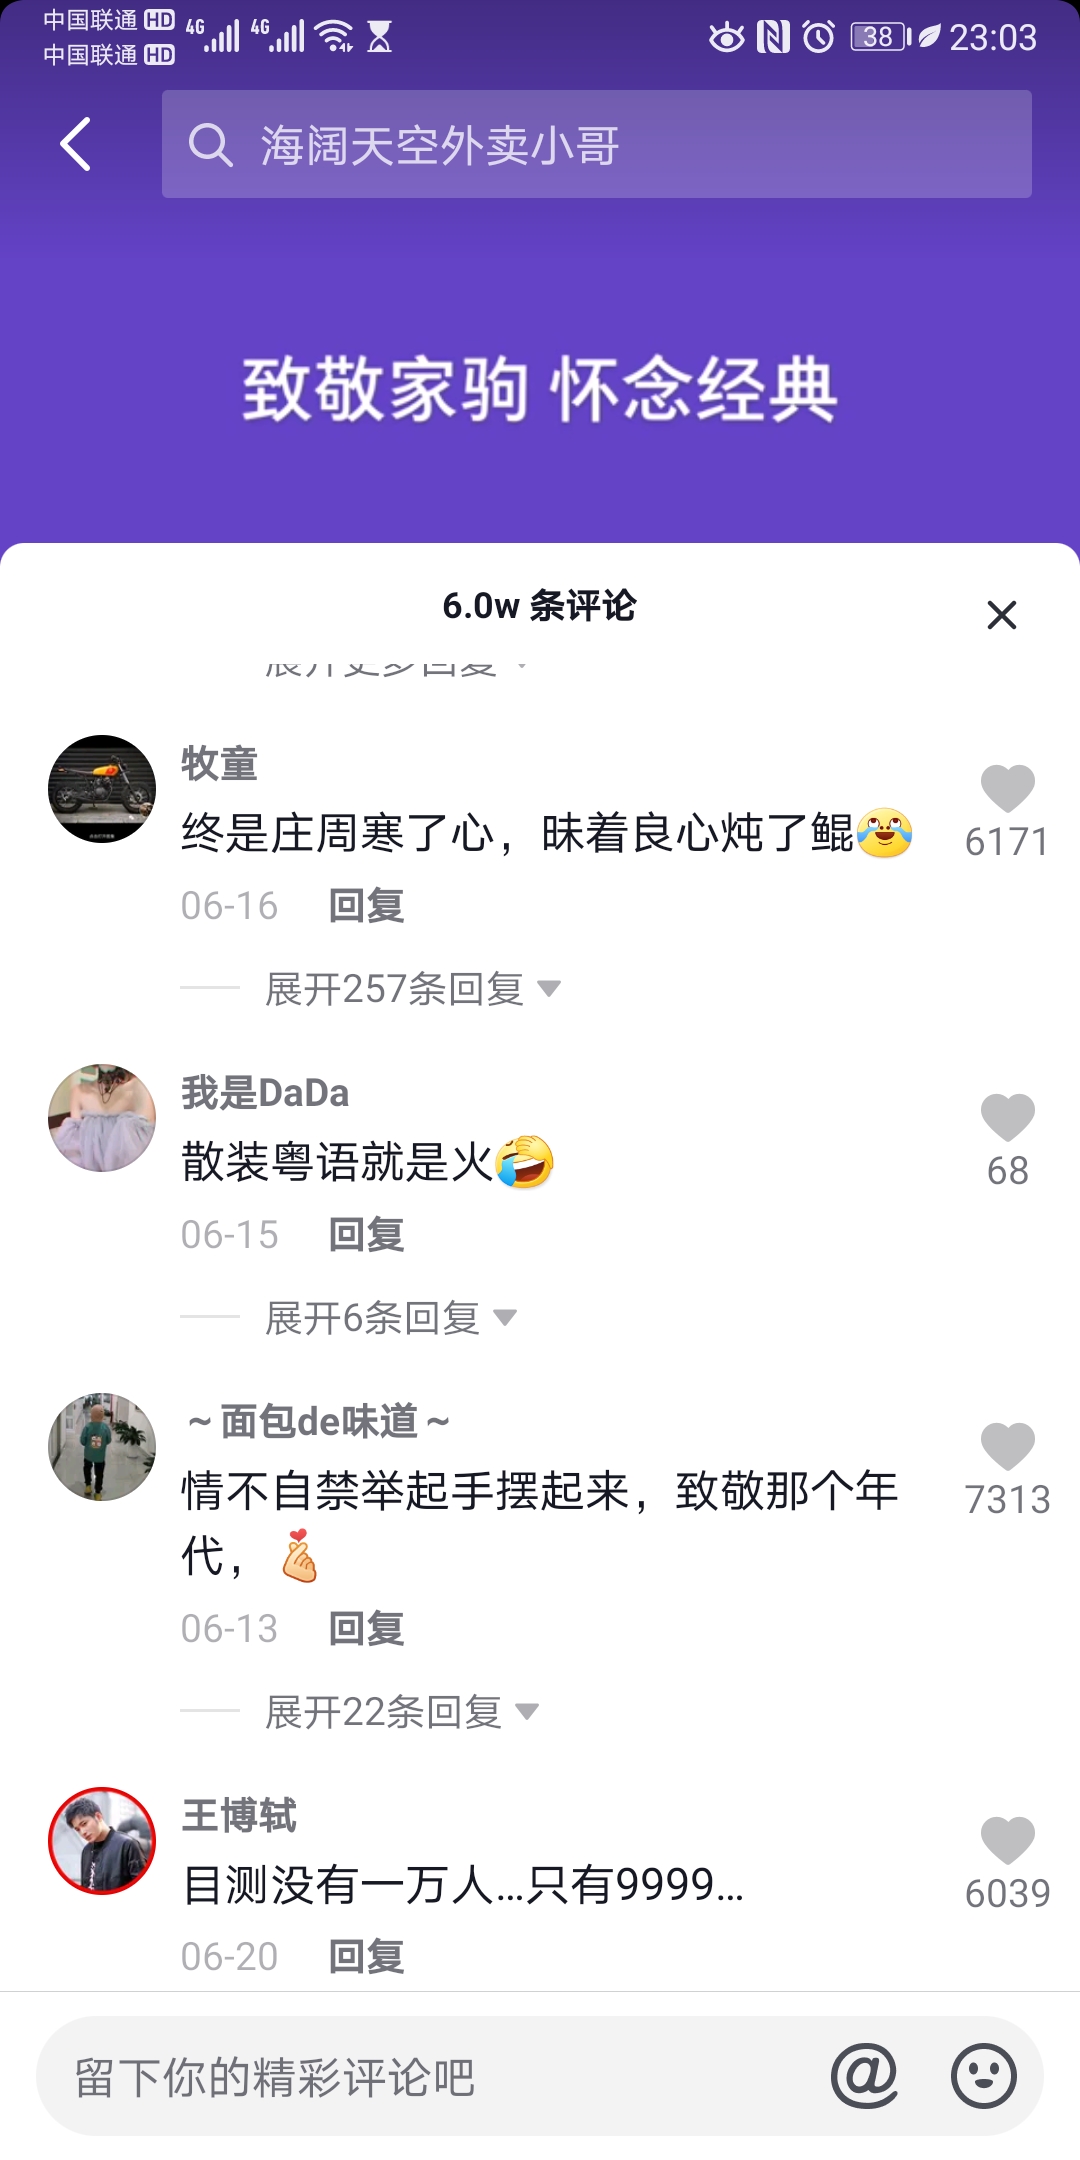 中国联通 HD 4G 4G 38 23:03
中国联通 HD
海阔天空外卖小哥
致敬家驹 怀念经典
6.0w 条评论
展开更多回复
牧童
终是庄周寒了心，昧着良心炖了鲲
6171
06-16 回复
展开257条回复
我是DaDa
散装粤语就是火
68
06-15 回复
展开6条回复
～面包de味道～
情不自禁举起手摆起来，致敬那个年
代，
7313
06-13 回复
展开22条回复
王博轼
目测没有一万人...只有9999...
6039
06-20 回复
留下你的精彩评论吧